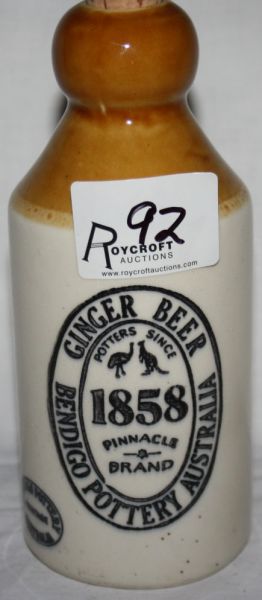 92
ROYCROFT
AUCTIONS
www.roycroftauctions.com
GINGER BEER
POTTERS SINCE
1858
PINNACLE
BRAND
BENDIGO POTTERY AUSTRALIA